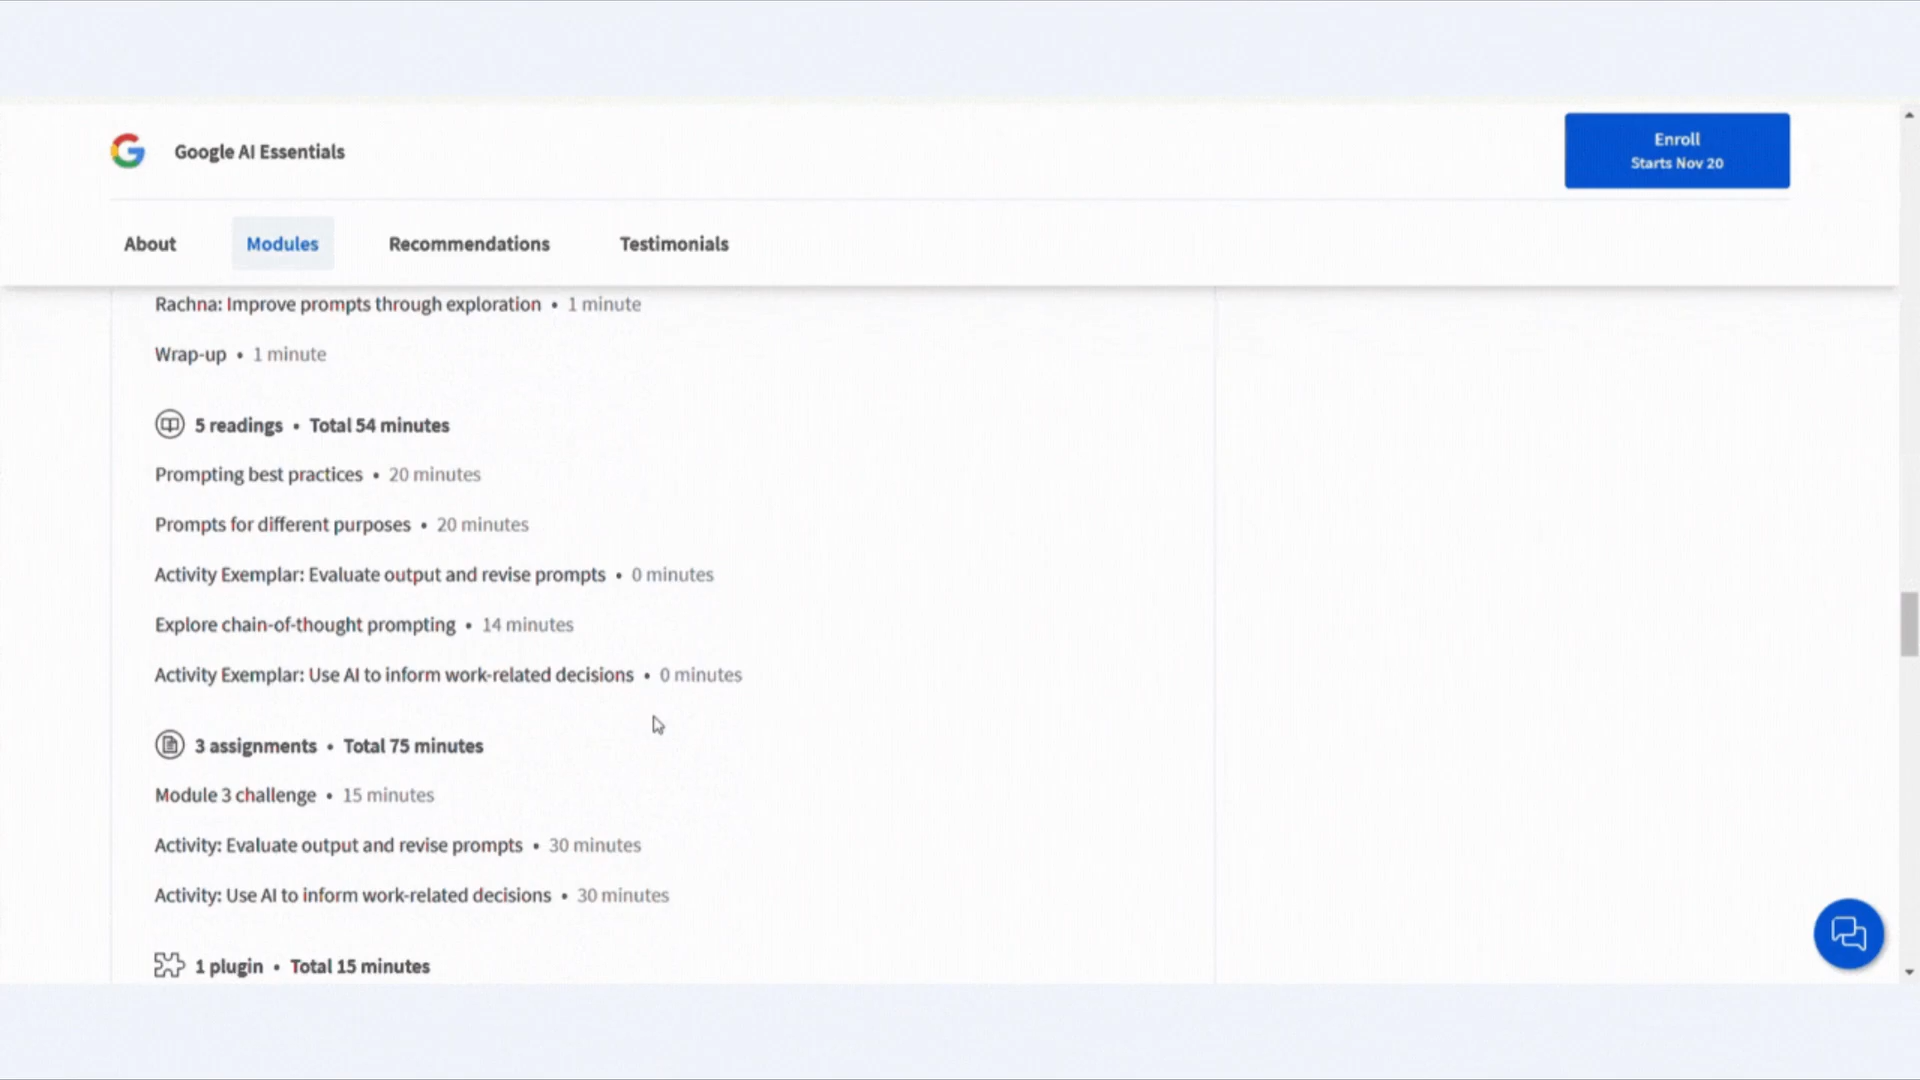 Google AI Essentials
Enroll
Starts Nov 20
About
Modules
Recommendations
Testimonials
Rachna: Improve prompts through exploration • 1 minute
Wrap-up • 1 minute
5 readings • Total 54 minutes
Prompting best practices • 20 minutes
Prompts for different purposes • 20 minutes
Activity Exemplar: Evaluate output and revise prompts • 0 minutes
Explore chain-of-thought prompting • 14 minutes
Activity Exemplar: Use AI to inform work-related decisions • 0 minutes
3 assignments • Total 75 minutes
Module 3 challenge • 15 minutes
Activity: Evaluate output and revise prompts • 30 minutes
Activity: Use AI to inform work-related decisions • 30 minutes
1 plugin • Total 15 minutes